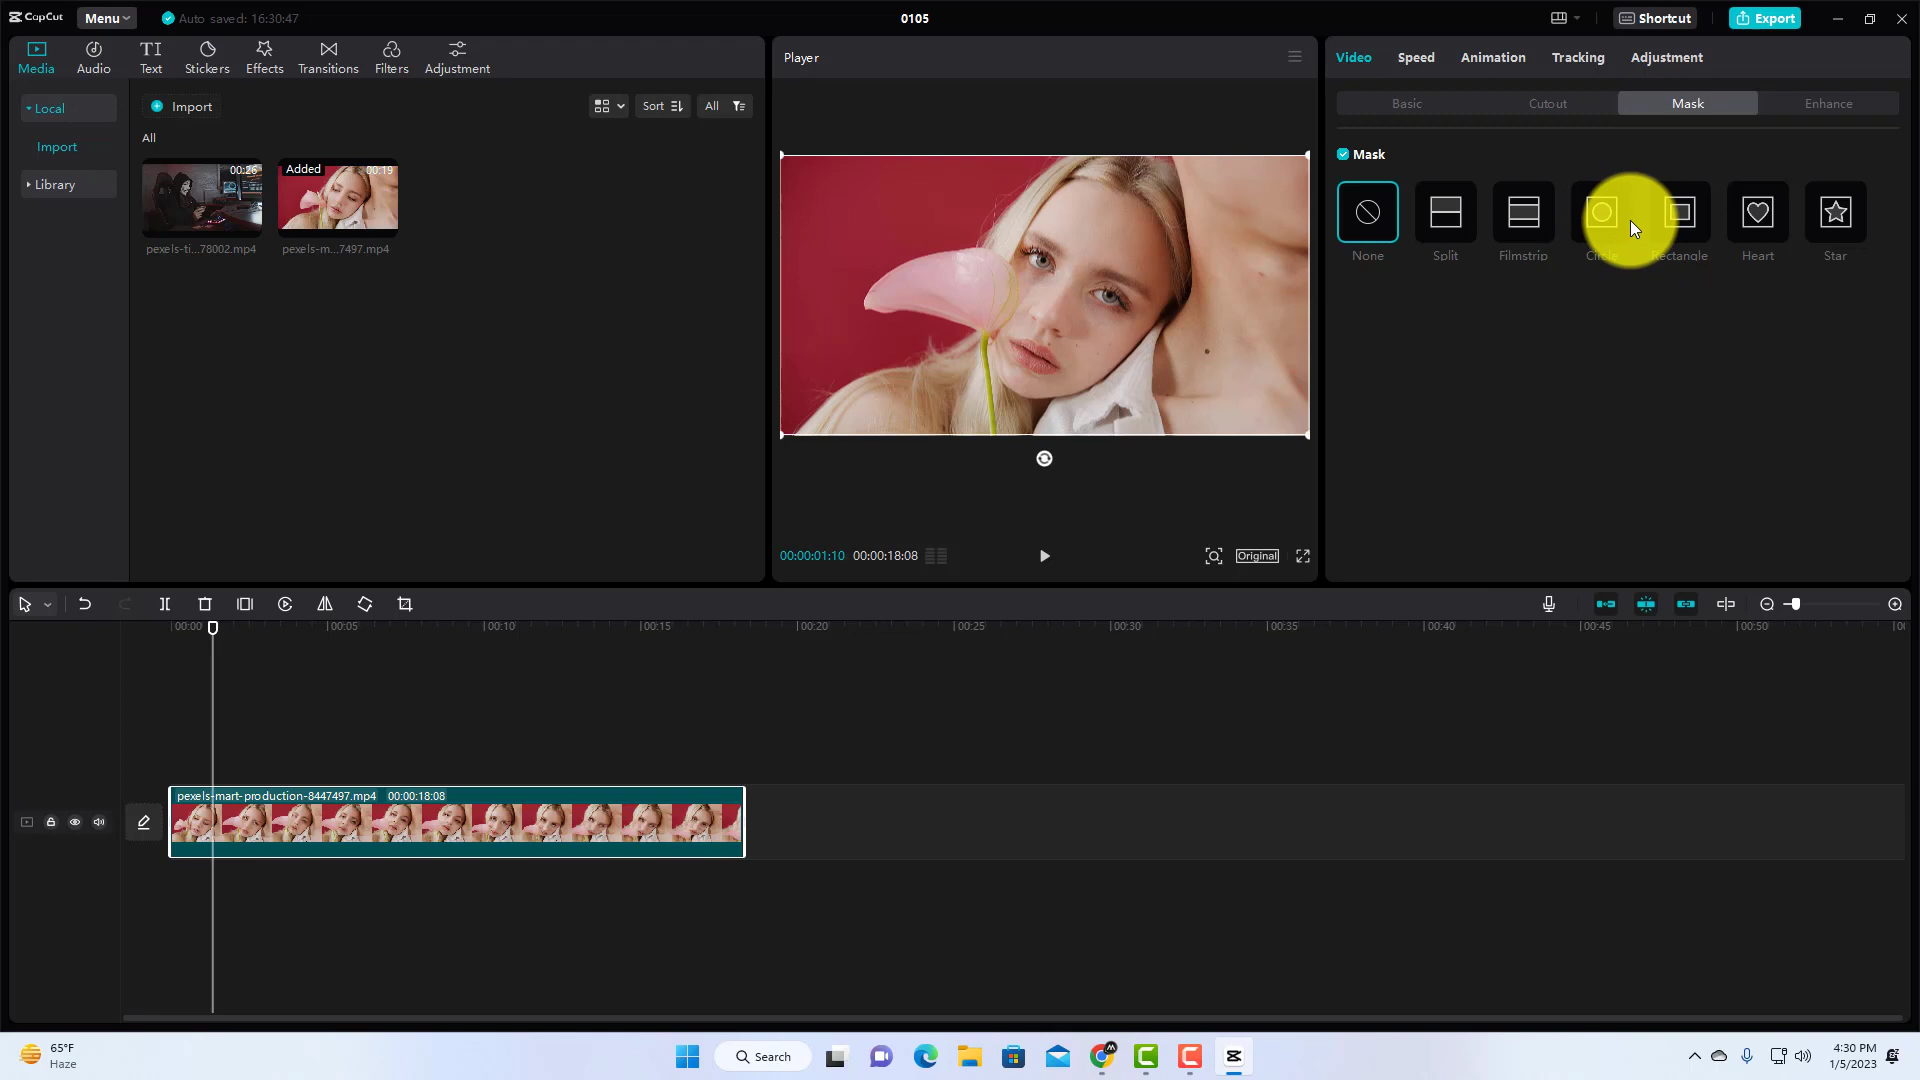 CapCut
Menu
Auto saved: 16:30:47
0105
Shortcut
Export
Media
Audio
TI
Text
Stickers
Effects
Transitions
Filters
Adjustment
Player
Video
Speed
Animation
Tracking
Adjustment
Local
Import
Library
Import
Sort
All
All
00:26
Added
00:19
pexels-ti...78002.mp4
pexels-m...7497.mp4
Basic
Cutout
Mask
Enhance
Mask
None
Split
Filmstrip
Circle
Rectangle
Heart
Star
00:00:01:10
00:00:18:08
Original
00:00
00:05
00:10
00:15
00:20
00:25
00:30
00:35
00:40
00:45
00:50
pexels-mart-production-8447497.mp4
00:00:18:08
65°F
Haze
Search
4:30 PM
1/5/2023